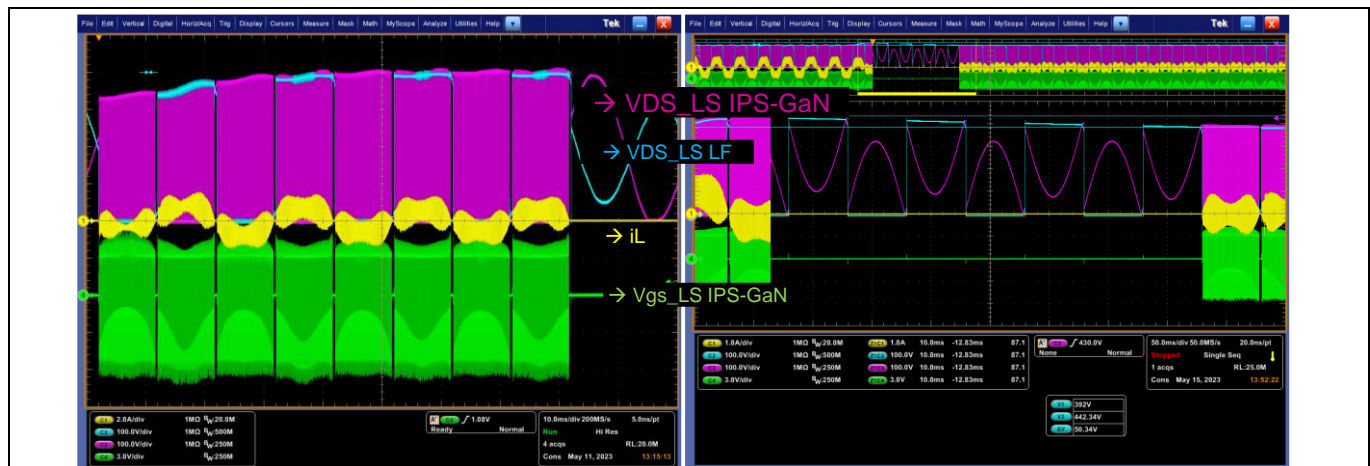 File Edit Vertical Digital Horiz/Acq Trig Display Cursors Measure Mask Math MyScope Analyze Utilities Help Tek X
→ VDS_LS IPS-GaN
→ VDS_LS LF
→ iL
→ Vgs_LS IPS-GaN
C1 2.0A/div 1MΩ BW:20.0M
C2 100.0V/div 1MΩ BW:500M
C3 100.0V/div 1MΩ BW:250M
C4 3.0V/div BW:250M
1.08V
Ready Normal
10.0ms/div 200MS/s 5.0ns/pt
Run Hi Res
4 acqs RL:20.0M
Cons May 11, 2023 13:15:13
File Edit Vertical Digital Horiz/Acq Trig Display Cursors Measure Mask Math MyScope Analyze Utilities Help Tek X
C1 1.0A/div 1MΩ BW:20.0M
C2 100.0V/div 1MΩ BW:500M
C3 100.0V/div 1MΩ BW:250M
C4 3.0V/div BW:250M
Z1C1 1.0A 10.0ms -12.83ms 87.1
Z1C2 100.0V 10.0ms -12.83ms 87.1
Z1C3 100.0V 10.0ms -12.83ms 87.1
Z1C4 3.0V 10.0ms -12.83ms 87.1
430.0V
None Normal
50.0ms/div 50.0MS/s 20.0ns/pt
Stopped Single Seq
1 acqs RL:25.0M
Cons May 15, 2023 13:52:22
V1 392V
V2 442.34V
ΔV 50.34V